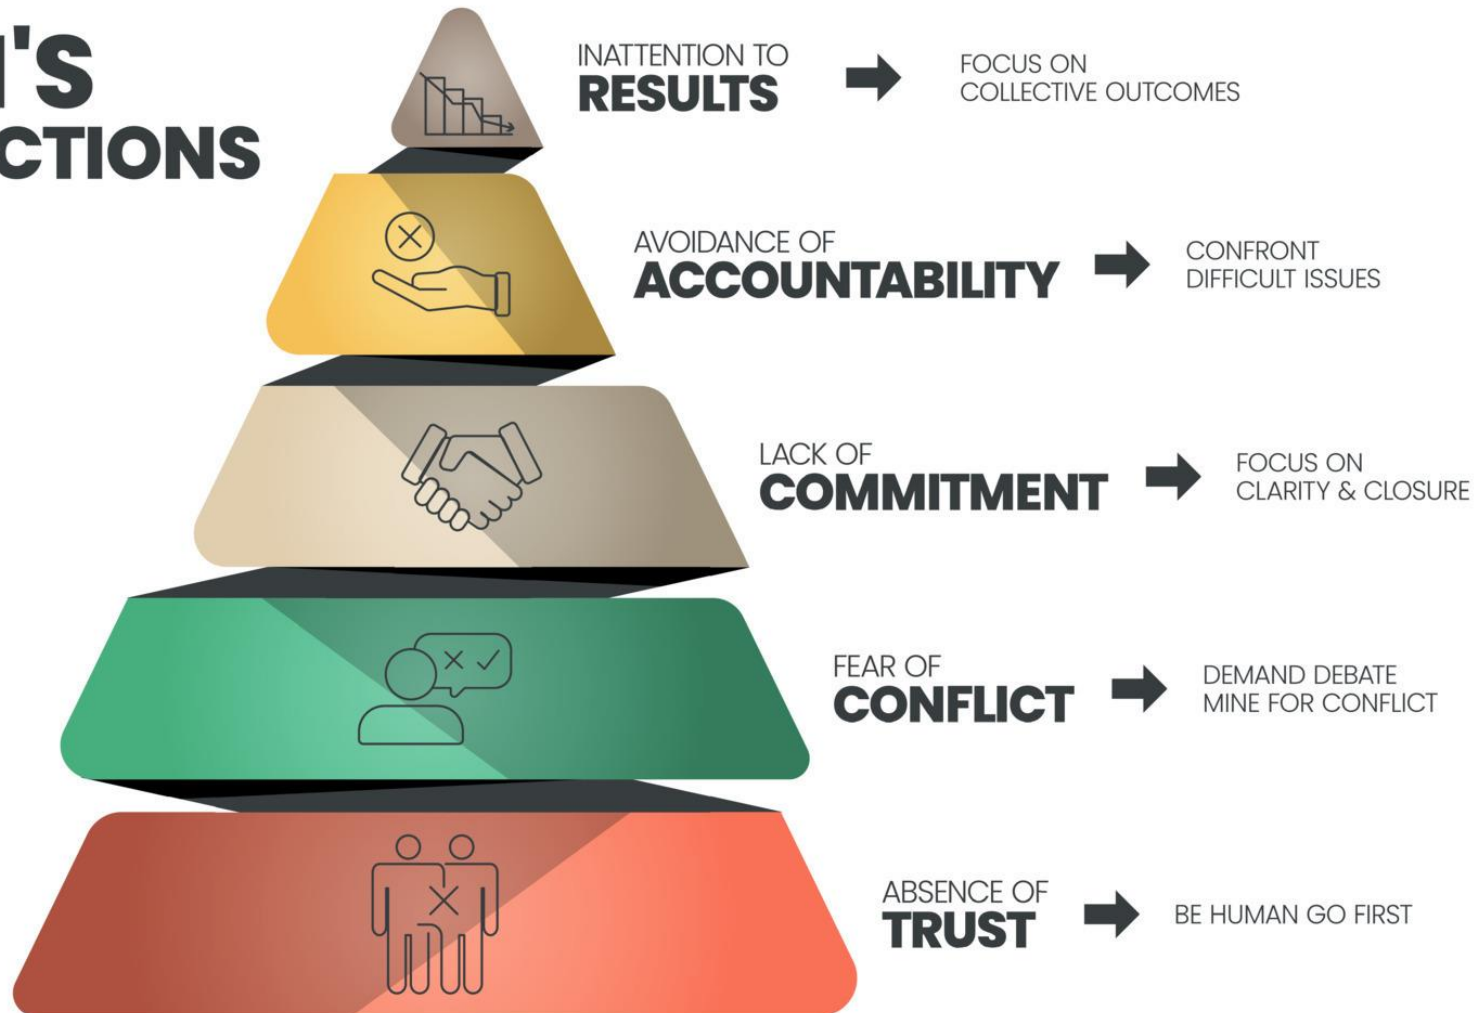 'S
CTIONS
INATTENTION TO
RESULTS
FOCUS ON
COLLECTIVE OUTCOMES
AVOIDANCE OF
ACCOUNTABILITY
CONFRONT
DIFFICULT ISSUES
LACK OF
COMMITMENT
FOCUS ON
CLARITY & CLOSURE
FEAR OF
CONFLICT
DEMAND DEBATE
MINE FOR CONFLICT
ABSENCE OF
TRUST
BE HUMAN GO FIRST